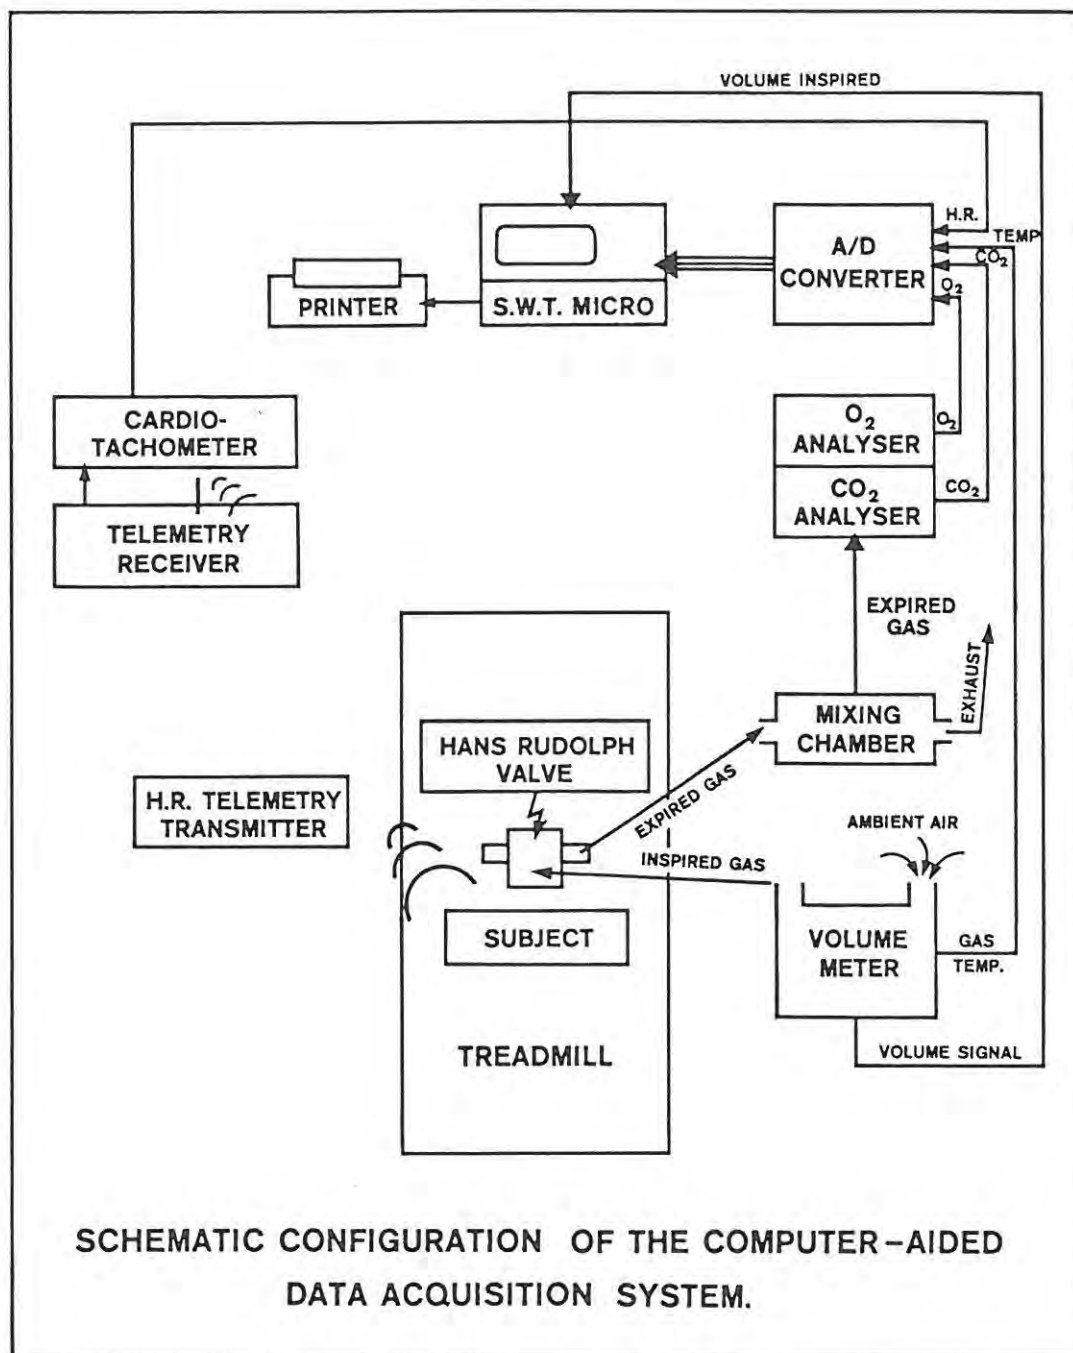 VOLUME INSPIRED
H.R.
TEMP
CO₂
O₂
A/D
CONVERTER
S.W.T. MICRO
PRINTER
CARDIO-
TACHOMETER
TELEMETRY
RECEIVER
O₂
ANALYSER
O₂
CO₂
ANALYSER
CO₂
EXPIRED
GAS
EXHAUST
MIXING
CHAMBER
HANS RUDOLPH
VALVE
EXPIRED GAS
H.R. TELEMETRY
TRANSMITTER
AMBIENT AIR
INSPIRED GAS
SUBJECT
VOLUME
METER
GAS
TEMP.
TREADMILL
VOLUME SIGNAL
SCHEMATIC CONFIGURATION OF THE COMPUTER-AIDED
DATA ACQUISITION SYSTEM.